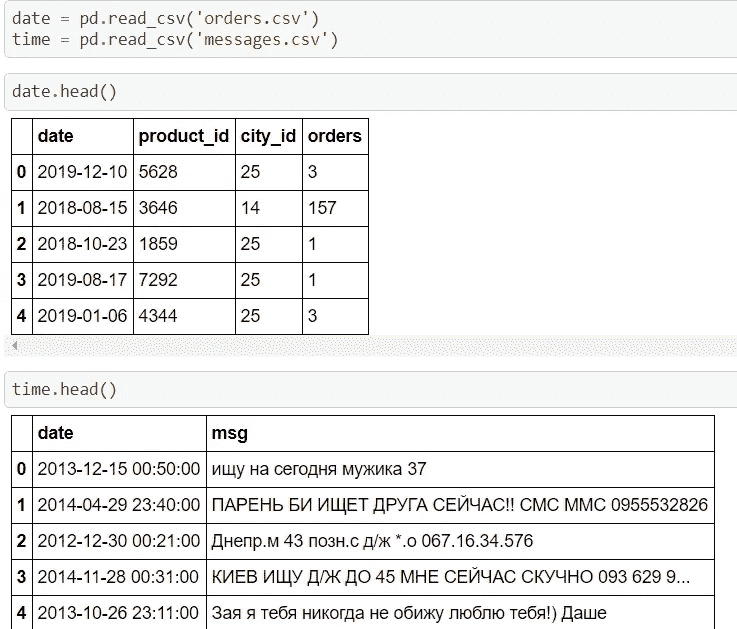 date = pd.read_csv('orders.csv')
time = pd.read_csv('messages.csv')
date.head()
date product_id city_id orders
0 2019-12-10 5628 25 3
1 2018-08-15 3646 14 157
2 2018-10-23 1859 25 1
3 2019-08-17 7292 25 1
4 2019-01-06 4344 25 3
time.head()
date msg
0 2013-12-15 00:50:00 ищу на сегодня мужика 37
1 2014-04-29 23:40:00 ПАРЕНЬ БИ ИЩЕТ ДРУГА СЕЙЧАС!! СМС ММС 0955532826
2 2012-12-30 00:21:00 Днепр.м 43 позн.с д/ж *.о 067.16.34.576
3 2014-11-28 00:31:00 КИЕВ ИЩУ Д/Ж ДО 45 МНЕ СЕЙЧАС СКУЧНО 093 629 9...
4 2013-10-26 23:11:00 Зая я тебя никогда не обижу люблю тебя!) Даше